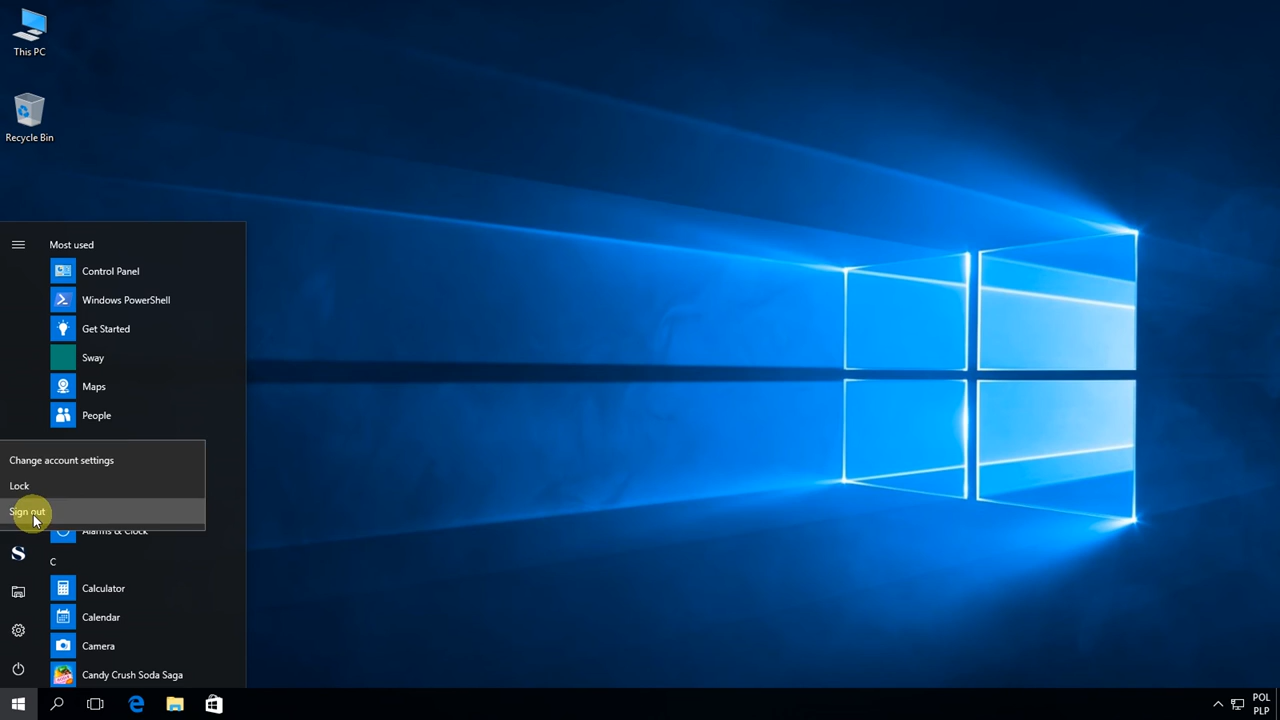 This PC
Recycle Bin
Most used
Control Panel
Windows PowerShell
Get Started
Sway
Maps
People
Change account settings
Lock
Sign out
Alarms & Clock
C
Calculator
Calendar
Camera
Candy Crush Soda Saga
POL
PLP